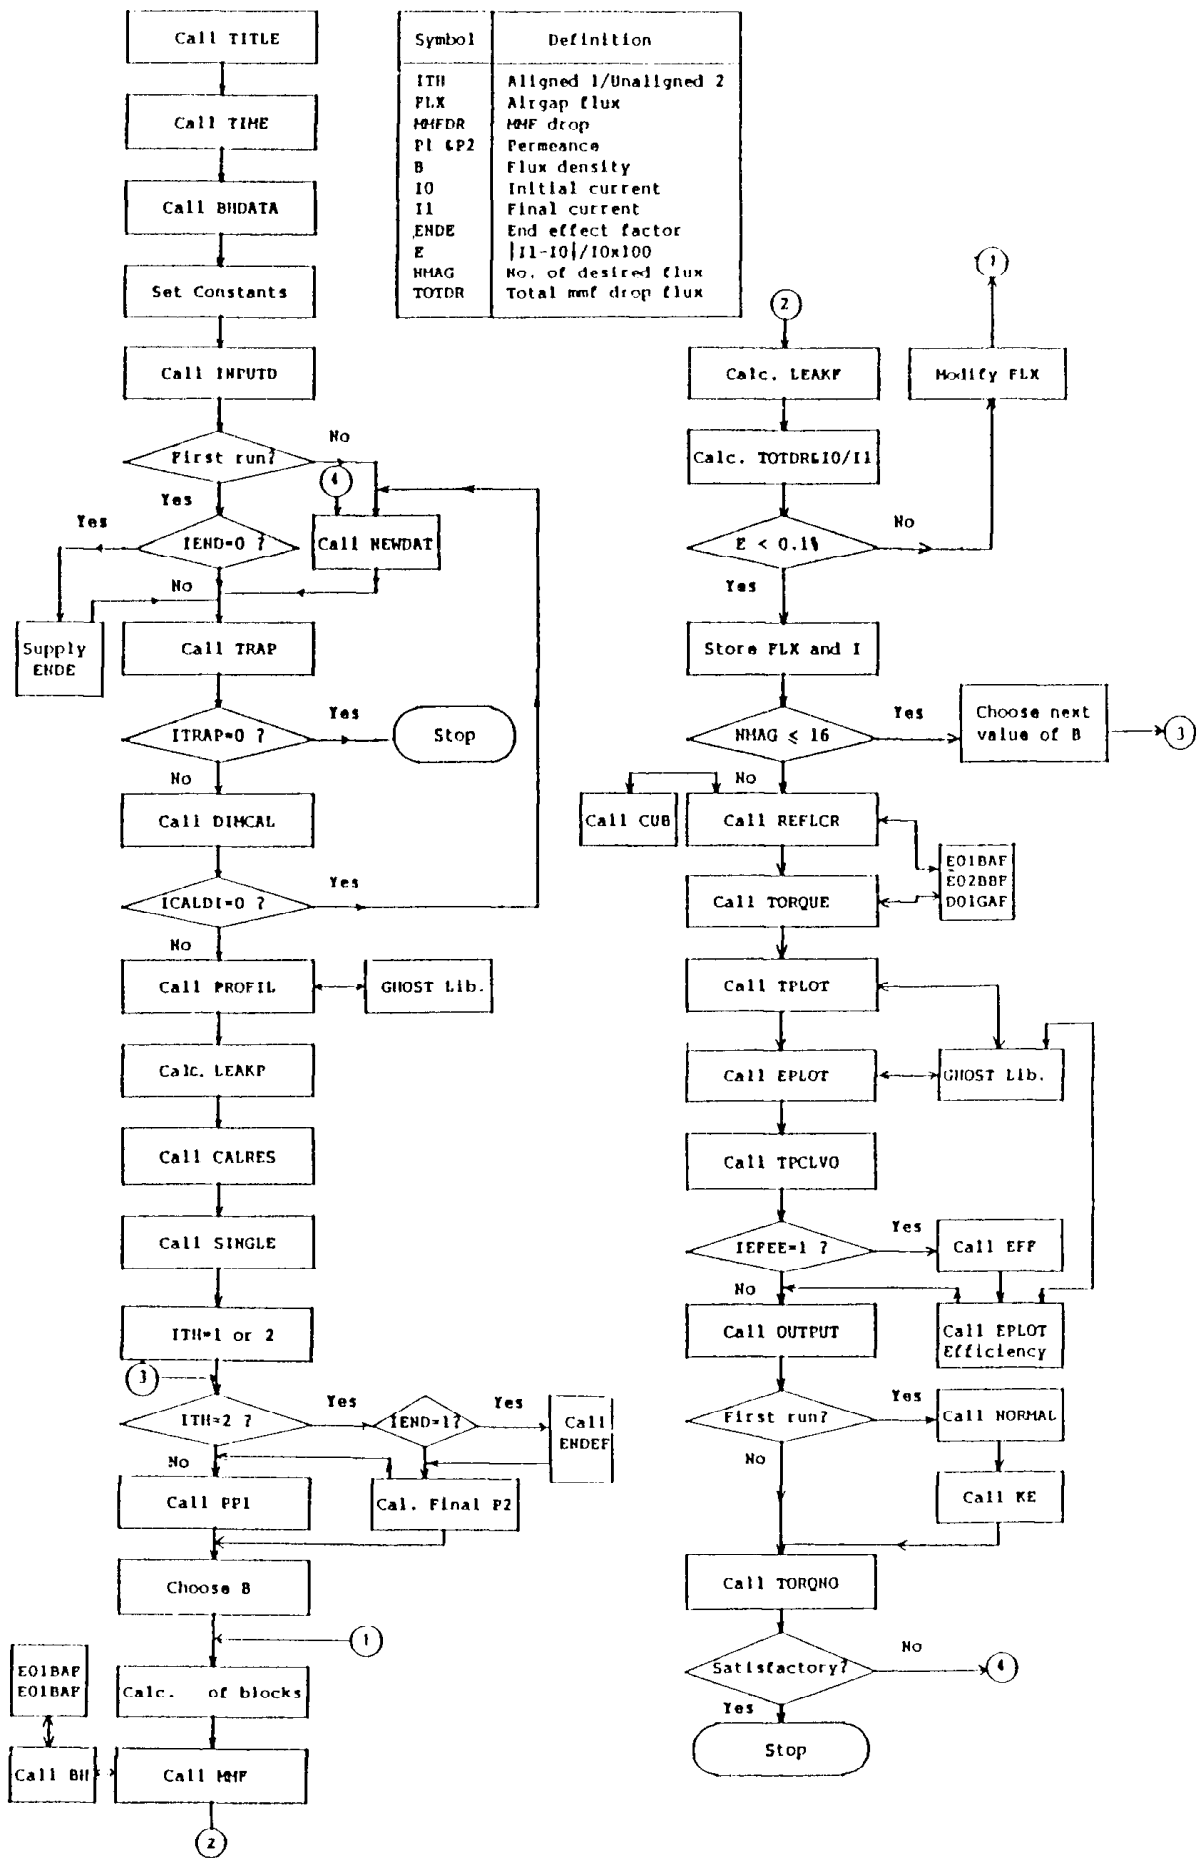 Call TITLE
Call TIME
Call BHDATA
Set Constants
Call INPUTD
First run?
No
4
Yes
Yes
IEND=0 ?
Call NEWDAT
No
Supply
ENDE
Call TRAP
ITRAP=0 ?
Yes
Stop
No
Call DIMCAL
ICALDI=0 ?
Yes
No
Call PROFIL
GHOST Lib.
Calc. LEAKP
Call CALRES
Call SINGLE
ITH=1 or 2
3
ITH=2 ?
Yes
IEND=1?
Yes
Call
ENDEF
No
Call PP1
Cal. Final P2
Choose B
1
E01BAF
E01BAF
Calc. of blocks
Call BH
Call MMF
2
Symbol Definition
ITH Aligned 1/Unaligned 2
FLX Airgap flux
MMFDR MMF drop
P1 &P2 Permeance
B Flux density
I0 Initial current
I1 Final current
ENDE End effect factor
E |I1-I0|/I0x100
NMAG No. of desired flux
TOTDR Total mmf drop flux
1
2
Calc. LEAKF
Modify FLX
Calc. TOTDR&I0/I1
E < 0.1%
No
Yes
Store FLX and I
NMAG ≤ 16
Yes
Choose next
value of B
3
No
Call CUB
Call REFLCR
E01BAF
E02BBF
D01GAF
Call TORQUE
Call TPLOT
Call EPLOT
GHOST Lib.
Call TPCLVO
IEFEE=1 ?
Yes
Call EFF
No
Call OUTPUT
Call EPLOT
Efficiency
First run?
Yes
Call NORMAL
No
Call KE
Call TORQNO
Satisfactory?
No
4
Yes
Stop